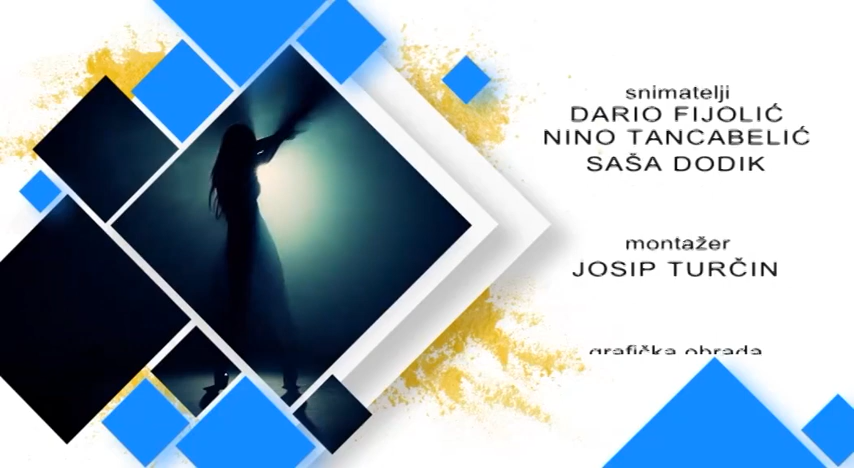 snimatelji
DARIO FIJOLIĆ
NINO TANCABELIĆ
SAŠA DODIK
montažer
JOSIP TURČIN
grafička obrada